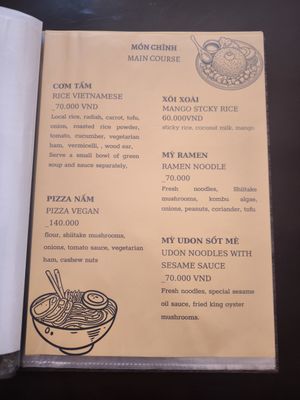 MÓN CHÍNH
MAIN COURSE
CƠM TẤM
RICE VIETNAMESE
_70.000 VND
Local rice, radish, carrot, tofu,
onion, roasted rice powder,
tomato, cucumber, vegetarian
ham, vermicelli, , wood ear,
Serve a small bowl of green
soup and sauce separately,
PIZZA NẤM
PIZZA VEGAN
_140.000
flour, shiitake mushrooms,
onions, tomato sauce, vegetarian
ham, cashew nuts
XÔI XOÀI
MANGO STCKY RICE
60.000VND
sticky rice, coconut milk, mango
MỲ RAMEN
RAMEN NOODLE
_70.000
Fresh noodles, Shiitake
mushrooms, kombu algas,
onions, peanuts, coriander, tofu
MỲ UDON SỐT MÈ
UDON NOODLES WITH
SESAME SAUCE
_70.000 VND
Fresh noodles, special sesame
oil sauce, fried king oyster
mushrooms.